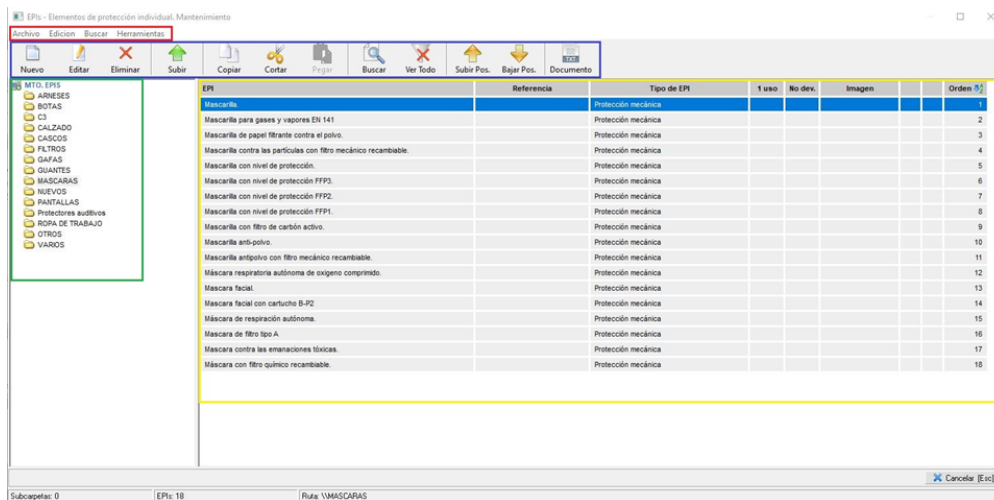 EPIs - Elementos de protección individual. Mantenimiento
Archivo Edicion Buscar Herramientas
Nuevo Editar Eliminar Subir Copiar Cortar Pegar Buscar Ver Todo Subir Pos. Bajar Pos. TXT Documento
MTO. EPIS
ARNESES
BOTAS
C3
CALZADO
CASCOS
FILTROS
GAFAS
GUANTES
MASCARAS
NUEVOS
PANTALLAS
Protectores auditivos
ROPA DE TRABAJO
OTROS
VARIOS
EPI Referencia Tipo de EPI 1 uso No dev. Imagen Orden
Mascarilla. Protección mecánica 1
Mascarilla para gases y vapores EN 141 Protección mecánica 2
Mascarilla de papel filtrante contra el polvo. Protección mecánica 3
Mascarilla contra las partículas con filtro mecánico recambiable. Protección mecánica 4
Mascarilla con nivel de protección. Protección mecánica 5
Mascarilla con nivel de protección FFP3. Protección mecánica 6
Mascarilla con nivel de protección FFP2. Protección mecánica 7
Mascarilla con nivel de protección FFP1. Protección mecánica 8
Mascarilla con filtro de carbón activo. Protección mecánica 9
Mascarilla anti-polvo. Protección mecánica 10
Mascarilla antipolvo con filtro mecánico recambiable. Protección mecánica 11
Máscara respiratoria autónoma de oxigeno comprimido. Protección mecánica 12
Mascara facial. Protección mecánica 13
Mascara facial con cartucho B-P2 Protección mecánica 14
Máscara de respiración autónoma. Protección mecánica 15
Mascara de filtro tipo A Protección mecánica 16
Mascara contra las emanaciones tóxicas. Protección mecánica 17
Máscara con filtro químico recambiable. Protección mecánica 18
Cancelar [Esc]
Subcarpetas: 0 EPIs: 18 Ruta: \\MASCARAS